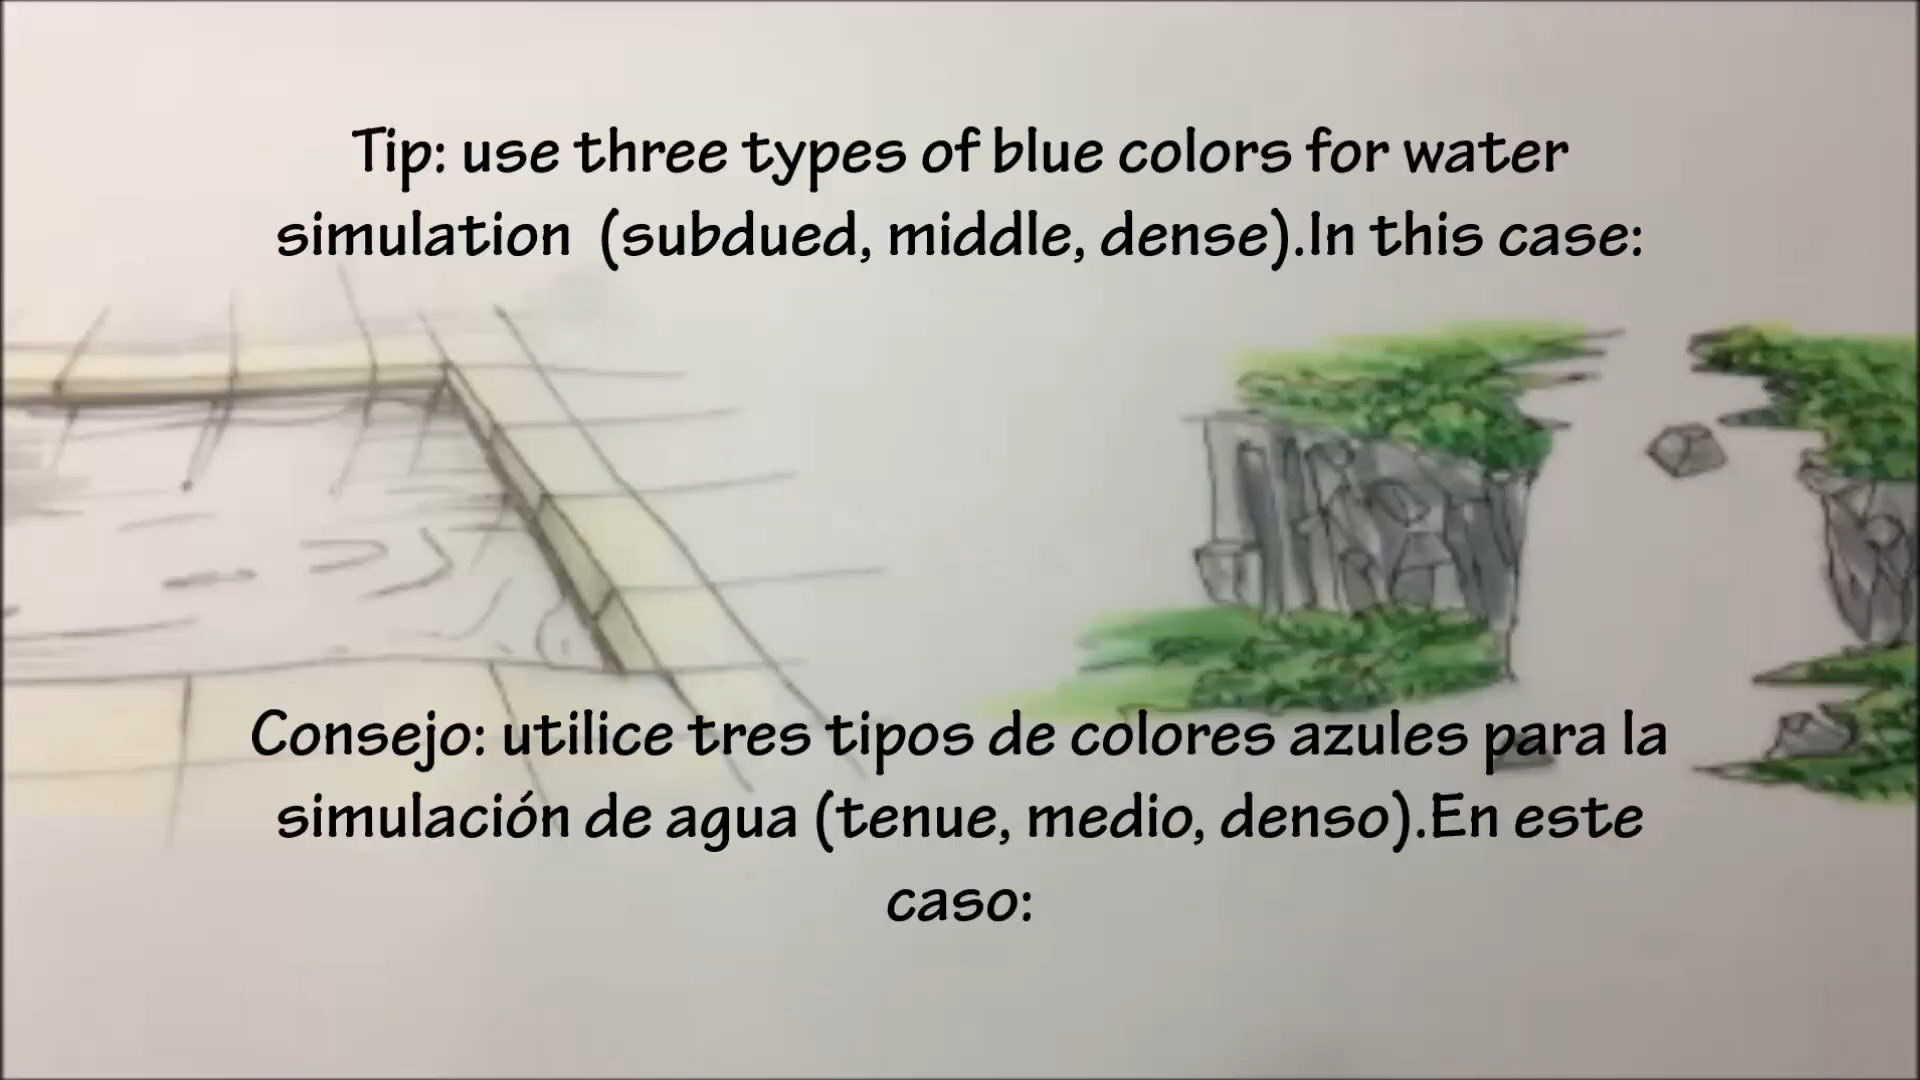 Tip: use three types of blue colors for water
simulation  (subdued, middle, dense).In this case:
Consejo: utilice tres tipos de colores azules para la
simulación de agua (tenue, medio, denso).En este
caso: